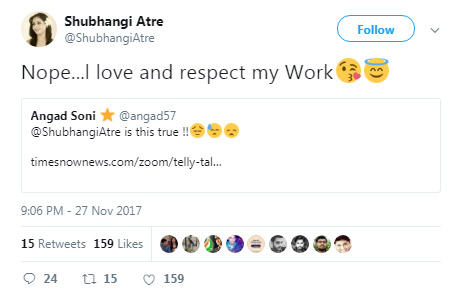 Shubhangi Atre
@ShubhangiAtre
Follow
Nope...I love and respect my Work😘😇
Angad Soni ⭐ @angad57
@ShubhangiAtre is this true !!😔😓😞
timesnownews.com/zoom/telly-tal...
9:06 PM - 27 Nov 2017
15 Retweets 159 Likes
24 15 159